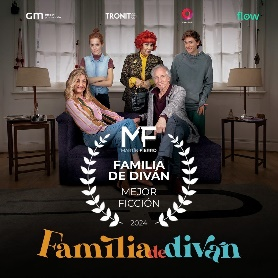 GM
TRONIT
flow
MF
MARTÍN FIERRO
FAMILIA
DE DIVÁN
MEJOR
FICCIÓN
2024
Familia de diván